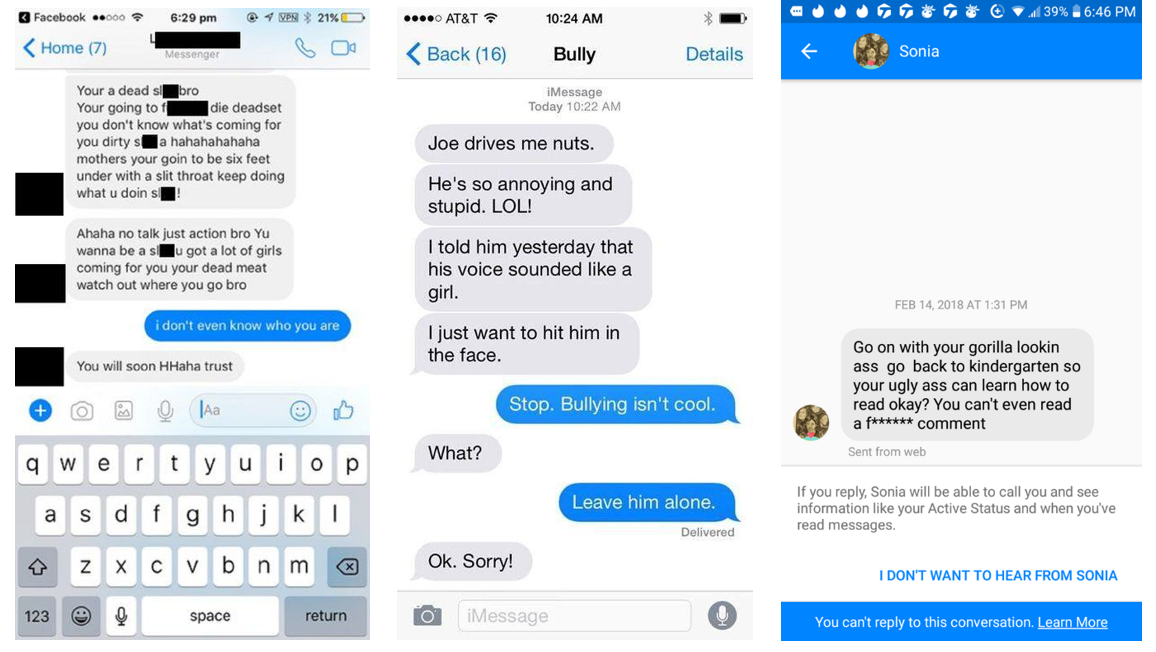 Facebook
6:29 pm
VPN
21%
Home (7)
L
Messenger
Your a dead sl bro
Your going to f die deadset
you don't know what's coming for
you dirty s a hahahahahaha
mothers your goin to be six feet
under with a slit throat keep doing
what u doin sl !
Ahaha no talk just action bro Yu
wanna be a sl u got a lot of girls
coming for you your dead meat
watch out where you go bro
i don't even know who you are
You will soon HHaha trust
Aa
q w e r t y u i o p
a s d f g h j k l
z x c v b n m
123 space return
AT&T
10:24 AM
Back (16)
Bully
Details
iMessage
Today 10:22 AM
Joe drives me nuts.
He's so annoying and
stupid. LOL!
I told him yesterday that
his voice sounded like a
girl.
I just want to hit him in
the face.
Stop. Bullying isn't cool.
What?
Leave him alone.
Delivered
Ok. Sorry!
iMessage
39% 6:46 PM
Sonia
FEB 14, 2018 AT 1:31 PM
Go on with your gorilla lookin
ass go back to kindergarten so
your ugly ass can learn how to
read okay? You can't even read
a f****** comment
Sent from web
If you reply, Sonia will be able to call you and see
information like your Active Status and when you've
read messages.
I DON'T WANT TO HEAR FROM SONIA
You can't reply to this conversation. Learn More